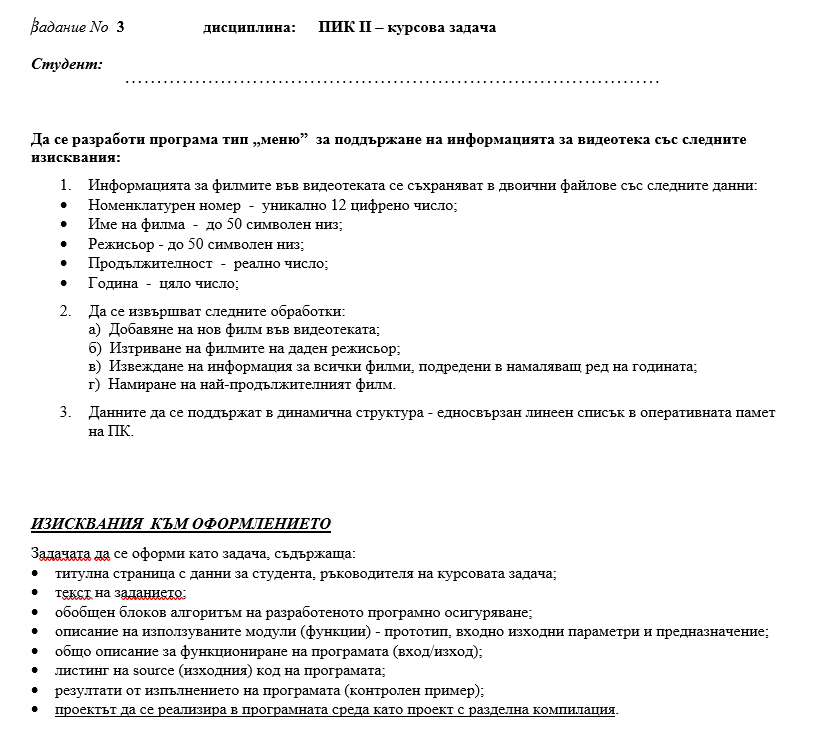 Задание No 3 дисциплина: ПИК II – курсова задача
Студент: ....................................................................................
Да се разработи програма тип „меню” за поддържане на информацията за видеотека със следните
изисквания:
1. Информацията за филмите във видеотеката се съхраняват в двоични файлове със следните данни:
• Номенклатурен номер - уникално 12 цифрено число;
• Име на филма - до 50 символен низ;
• Режисьор - до 50 символен низ;
• Продължителност - реално число;
• Година - цяло число;
2. Да се извършват следните обработки:
а) Добавяне на нов филм във видеотеката;
б) Изтриване на филмите на даден режисьор;
в) Извеждане на информация за всички филми, подредени в намаляващ ред на годината;
г) Намиране на най-продължителният филм.
3. Данните да се поддържат в динамична структура - едносвързан линеен списък в оперативната памет
на ПК.
ИЗИСКВАНИЯ КЪМ ОФОРМЛЕНИЕТО
Задачата да се оформи като задача, съдържаща:
• титулна страница с данни за студента, ръководителя на курсовата задача;
• текст на заданието;
• обобщен блоков алгоритъм на разработеното програмно осигуряване;
• описание на използуваните модули (функции) - прототип, входно изходни параметри и предназначение;
• общо описание за функциониране на програмата (вход/изход);
• листинг на source (изходния) код на програмата;
• резултати от изпълнението на програмата (контролен пример);
• проектът да се реализира в програмната среда като проект с разделна компилация.